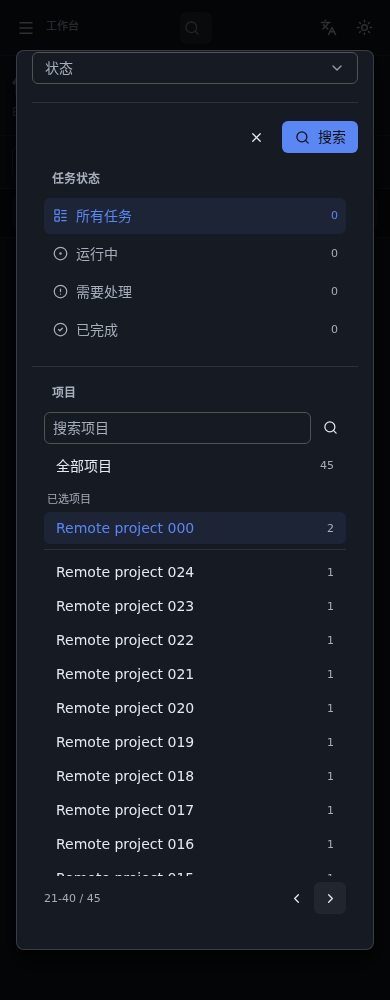 工作台
状态
搜索
任务状态
所有任务 0
运行中 0
需要处理 0
已完成 0
项目
搜索项目
全部项目 45
已选项目
Remote project 000 2
Remote project 024 1
Remote project 023 1
Remote project 022 1
Remote project 021 1
Remote project 020 1
Remote project 019 1
Remote project 018 1
Remote project 017 1
Remote project 016 1
Remote project 015 1
21-40 / 45